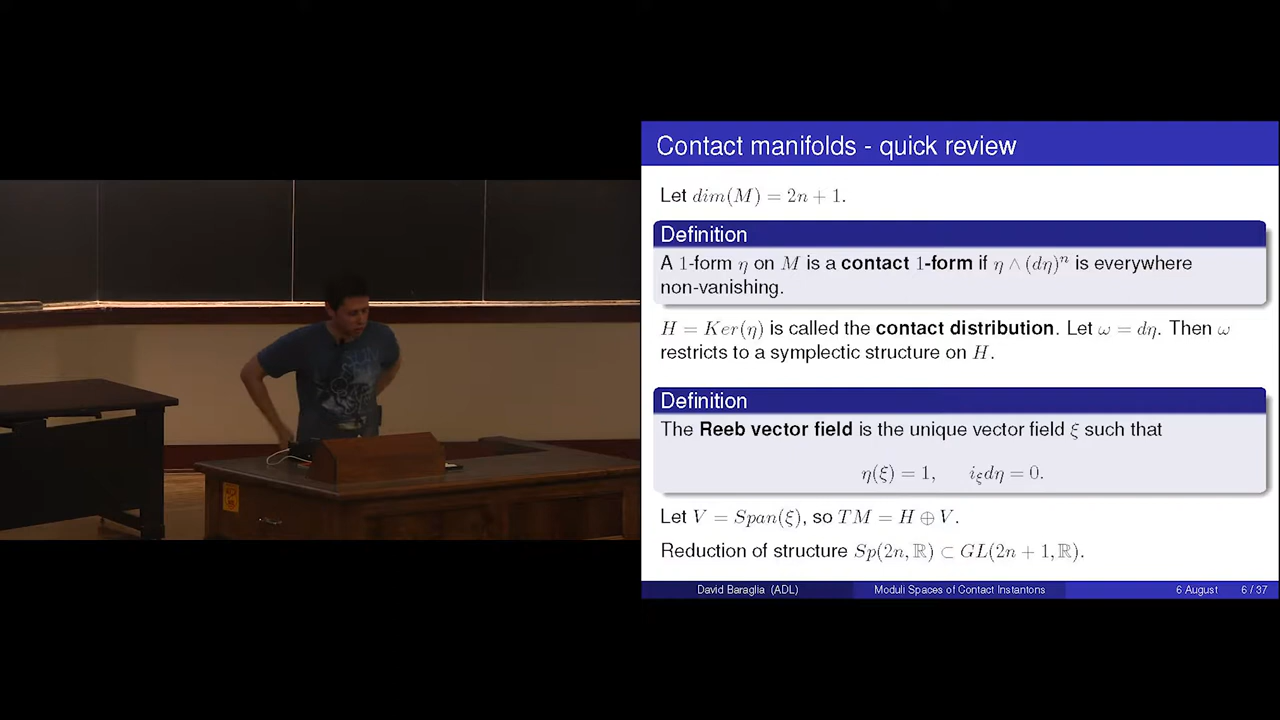 Contact manifolds - quick review
Let dim(M) = 2n + 1.
Definition
A 1-form η on M is a contact 1-form if η ∧ (dη)ⁿ is everywhere
non-vanishing.
H = Ker(η) is called the contact distribution. Let ω = dη. Then ω
restricts to a symplectic structure on H.
Definition
The Reeb vector field is the unique vector field ξ such that
η(ξ) = 1, i_ξ dη = 0.
Let V = Span(ξ), so TM = H ⊕ V.
Reduction of structure Sp(2n, ℝ) ⊂ GL(2n + 1, ℝ).
David Baraglia (ADL) Moduli Spaces of Contact Instantons 6 August 6 / 37